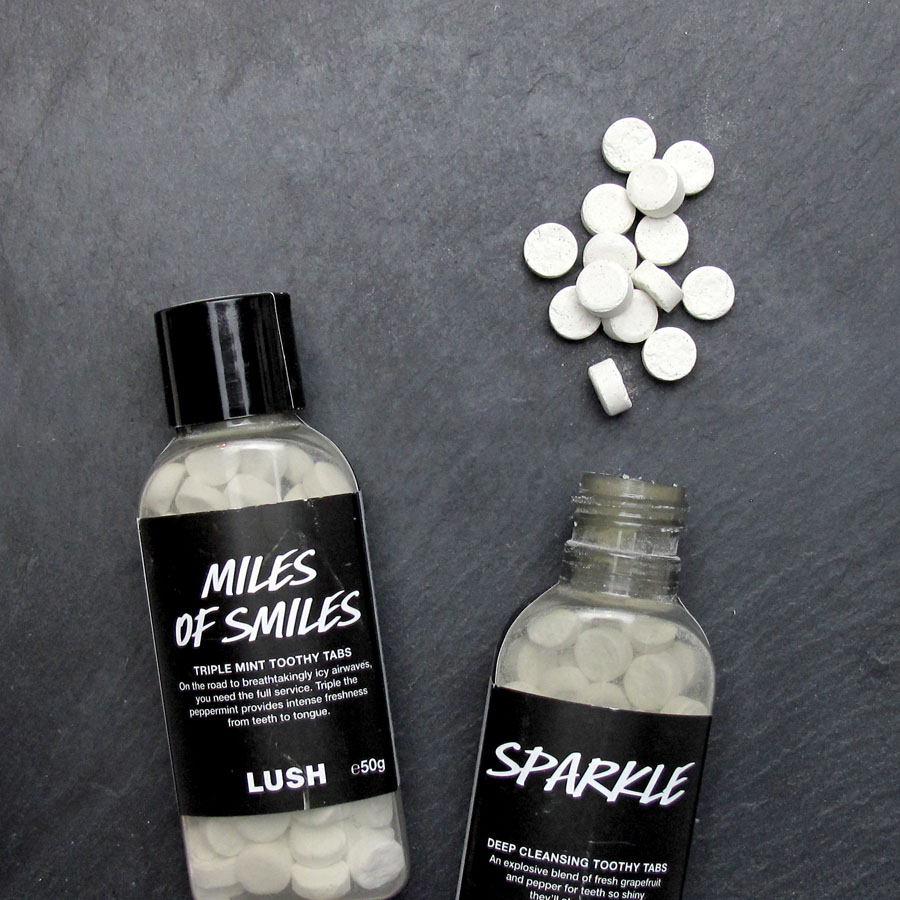 MILES
OF SMILES
TRIPLE MINT TOOTHY TABS
On the road to breathtakingly icy airwaves,
you need the full service. Triple the
peppermint provides intense freshness
from teeth to tongue.
LUSH ℮50g
SPARKLE
DEEP CLEANSING TOOTHY TABS
An explosive blend of fresh grapefruit
and pepper for teeth so shiny
they'll